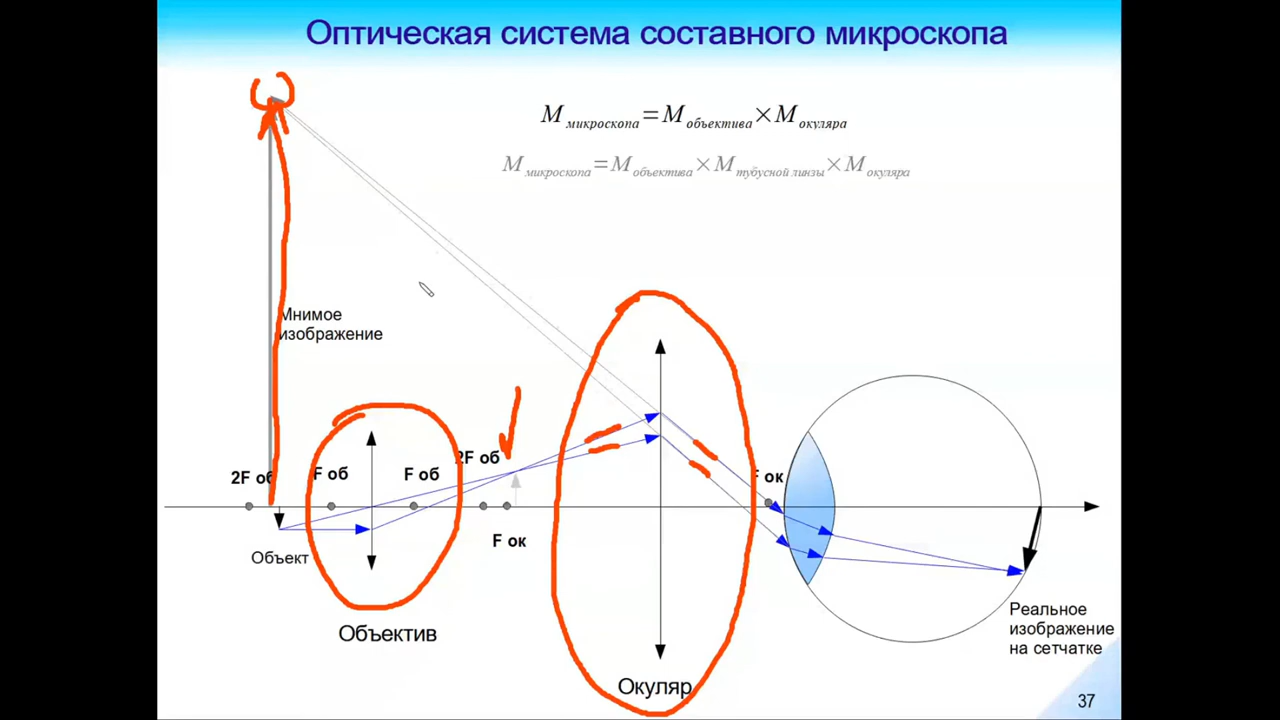 Оптическая система составного микроскопа
M микроскопа = M объектива × M окуляра
M микроскопа = M объектива × M тубусной линзы × M окуляра
Мнимое
изображение
2F об
F об
F об
2F об
F ок
F ок
Объект
Объектив
Окуляр
Реальное
изображение
на сетчатке
37